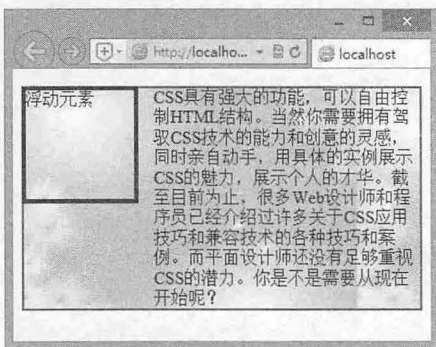 http://localho...
localhost
浮动元素
CSS具有强大的功能，可以自由控
制HTML结构。当然你需要拥有驾
驭CSS技术的能力和创意的灵感，
同时亲自动手，用具体的实例展示
CSS的魅力，展示个人的才华。截
至目前为止，很多Web设计师和程
序员已经介绍过许多关于CSS应用
技巧和兼容技术的各种技巧和案
例。而平面设计师还没有足够重视
CSS的潜力。你是不是需要从现在
开始呢？